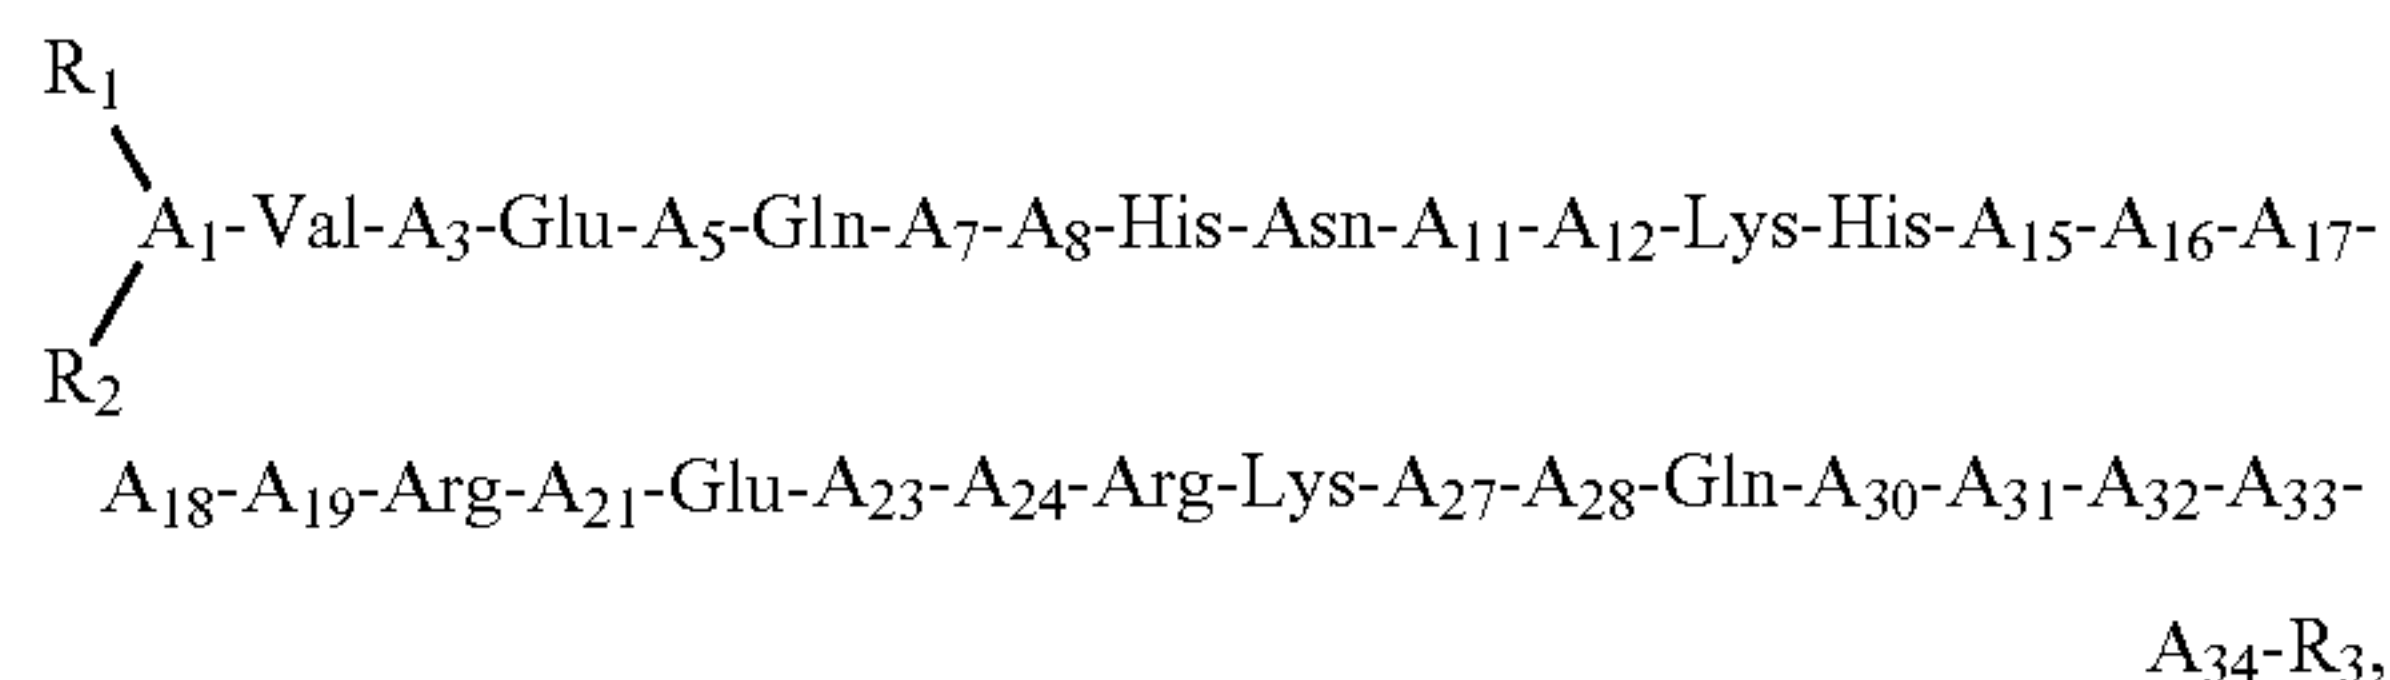 R₁
A₁-Val-A₃-Glu-A₅-Gln-A₇-A₈-His-Asn-A₁₁-A₁₂-Lys-His-A₁₅-A₁₆-A₁₇-
R₂
A₁₈-A₁₉-Arg-A₂₁-Glu-A₂₃-A₂₄-Arg-Lys-A₂₇-A₂₈-Gln-A₃₀-A₃₁-A₃₂-A₃₃-
A₃₄-R₃,